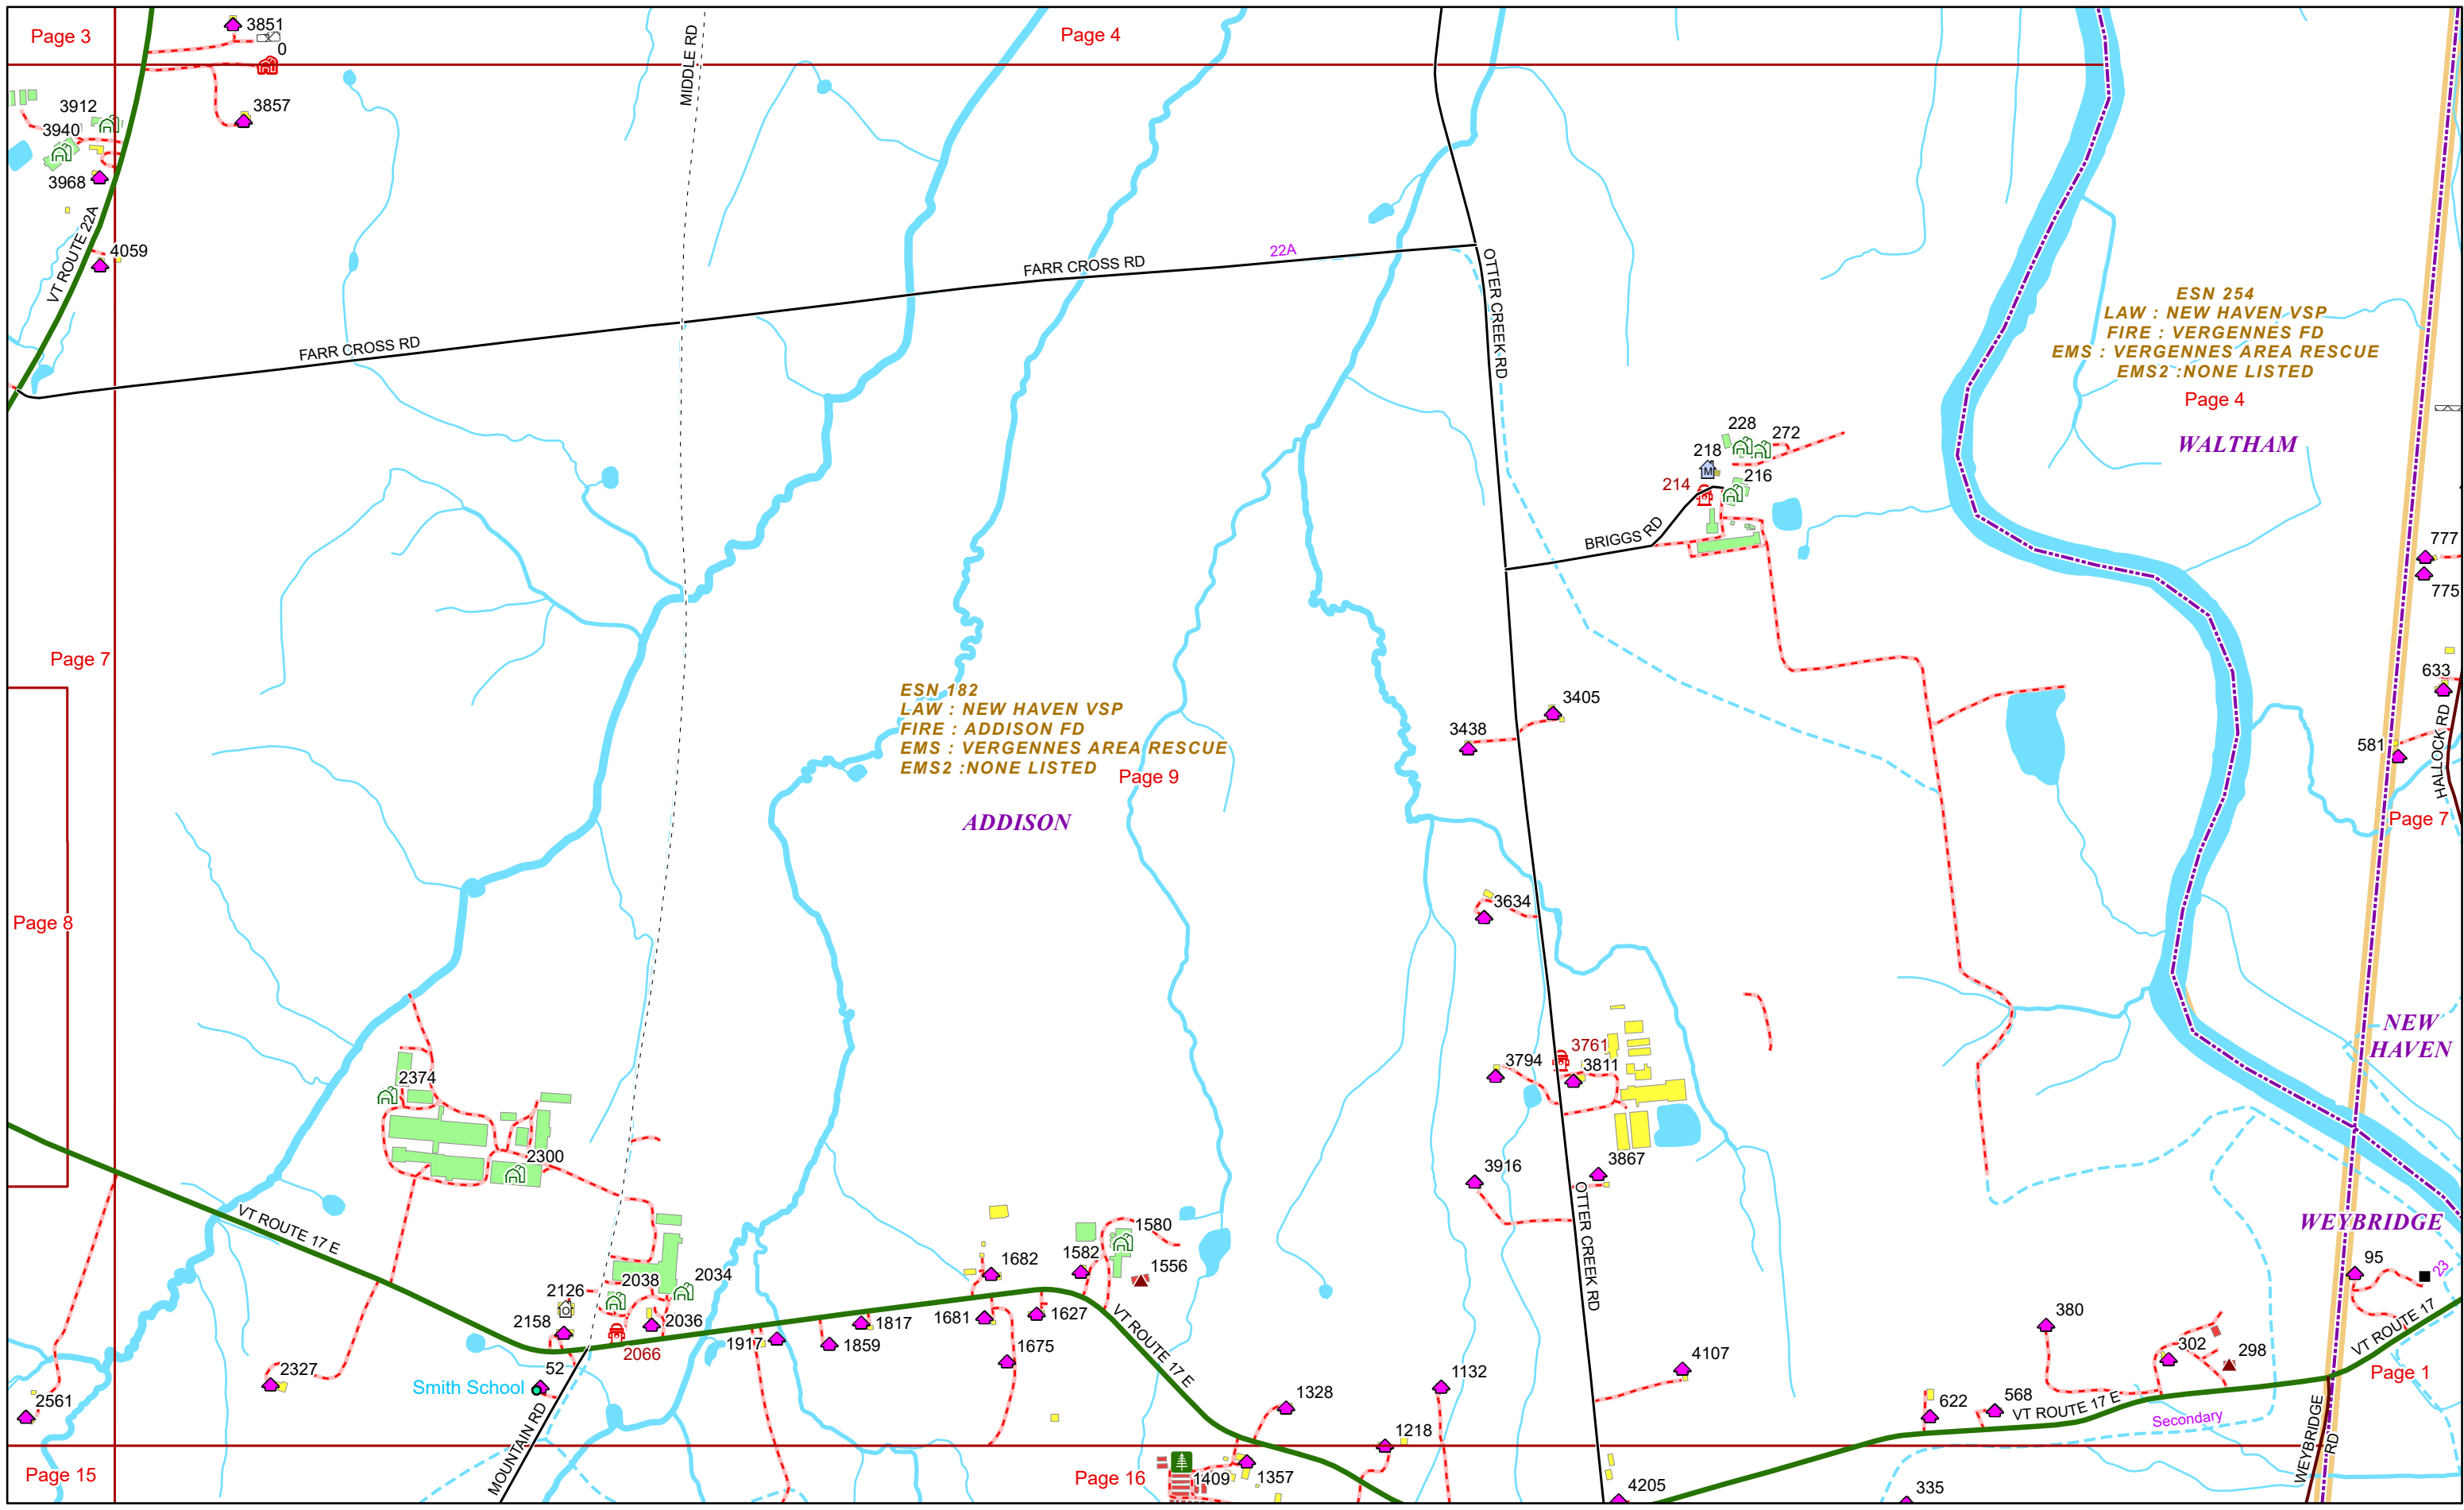 Page 3
3851
0
3857
3912
3940
3968
VT ROUTE 22A
4059
MIDDLE RD
Page 4
FARR CROSS RD
FARR CROSS RD
22A
OTTER CREEK RD
ESN 254
LAW : NEW HAVEN VSP
FIRE : VERGENNES FD
EMS : VERGENNES AREA RESCUE
EMS2 :NONE LISTED
Page 4
WALTHAM
228
272
218
M
216
214
BRIGGS RD
777
775
633
581
HALLOCK RD
Page 7
Page 7
Page 8
ESN 182
LAW : NEW HAVEN VSP
FIRE : ADDISON FD
EMS : VERGENNES AREA RESCUE
EMS2 :NONE LISTED
Page 9
ADDISON
3405
3438
3634
3761
3794
3811
3867
3916
OTTER CREEK RD
NEW
HAVEN
WEYBRIDGE
2374
2300
VT ROUTE 17 E
2126
O
2158
2038
2034
2036
2066
52
Smith School
MOUNTAIN RD
2327
2561
1917
1859
1817
1682
1681
1675
1627
1582
1580
1556
VT ROUTE 17 E
1328
1132
1218
4107
380
302
298
622
568
VT ROUTE 17 E
Secondary
95
23
VT ROUTE 17
Page 1
WEYBRIDGE
RD
Page 15
Page 16
1409
1357
4205
335